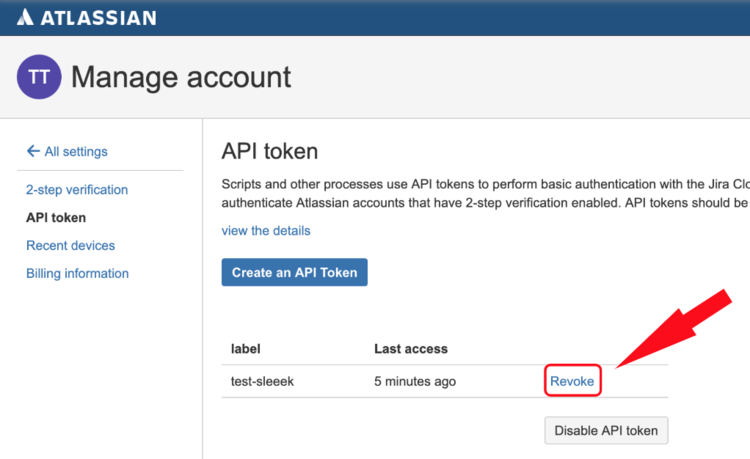 ATLASSIAN
TT Manage account
← All settings
2-step verification
API token
Recent devices
Billing information
API token
Scripts and other processes use API tokens to perform basic authentication with the Jira Clo
authenticate Atlassian accounts that have 2-step verification enabled. API tokens should be
view the details
Create an API Token
label Last access
test-sleeek 5 minutes ago Revoke
Disable API token